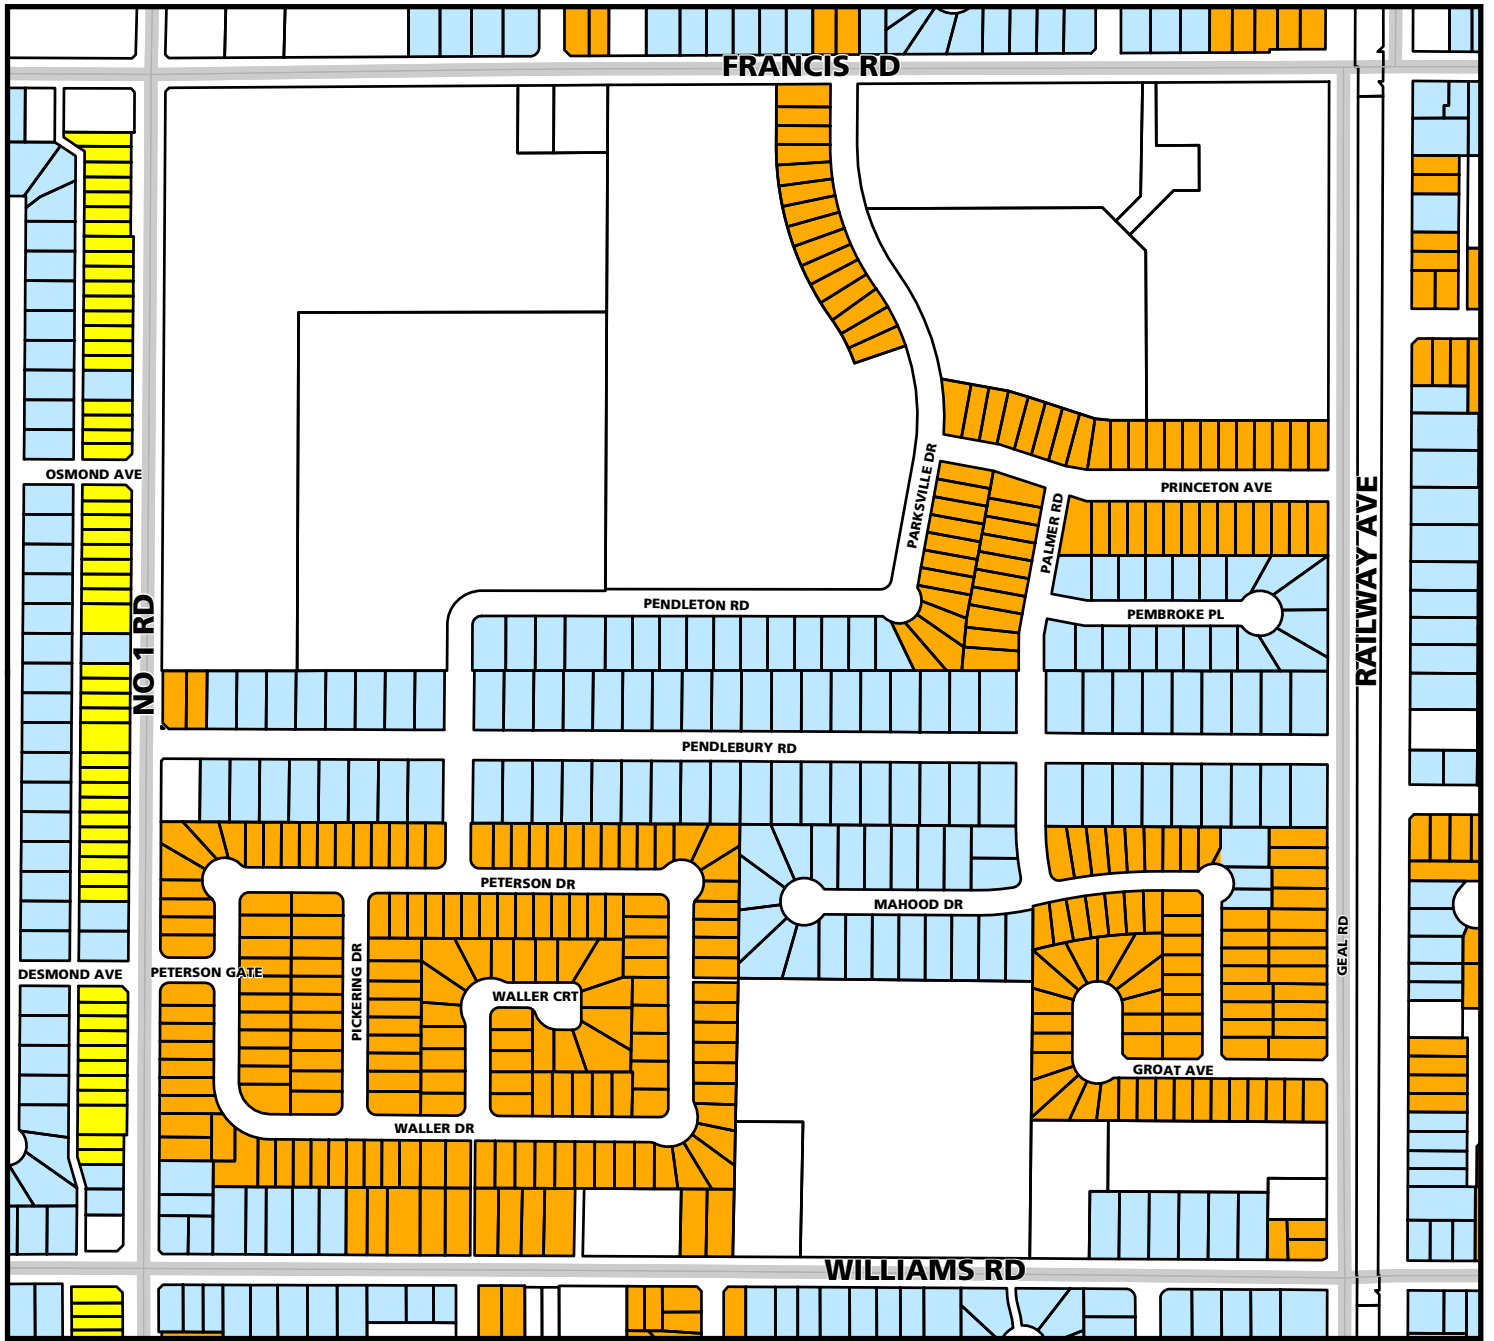 FRANCIS RD
OSMOND AVE
PARKSVILLE DR
PRINCETON AVE
PALMER RD
RAILWAY AVE
NO 1 RD
PENDLETON RD
PEMBROKE PL
PENDLEBURY RD
PETERSON DR
MAHOOD DR
GEAL RD
DESMOND AVE
PETERSON GATE
PICKERING DR
WALLER CRT
GROAT AVE
WALLER DR
WILLIAMS RD